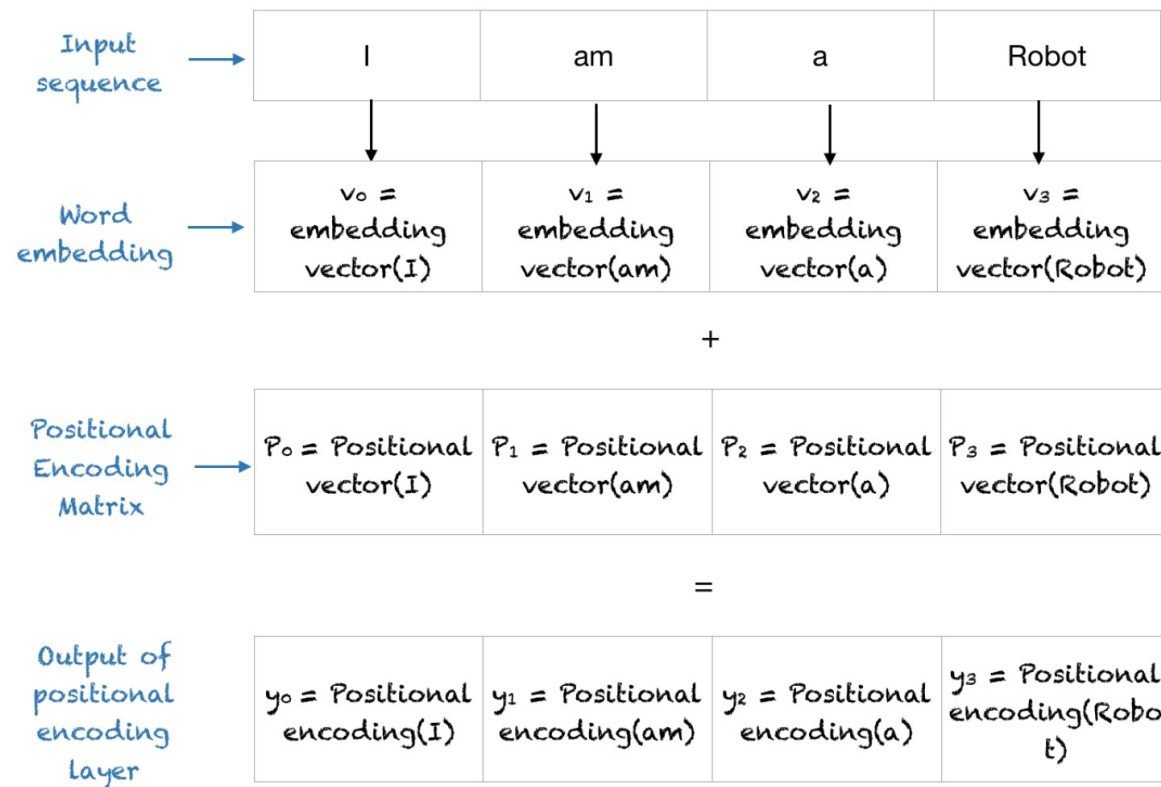 Input
sequence
I
am
a
Robot
Word
embedding
v₀ =
embedding
vector(I)
v₁ =
embedding
vector(am)
v₂ =
embedding
vector(a)
v₃ =
embedding
vector(Robot)
+
Positional
Encoding
Matrix
P₀ = Positional
vector(I)
P₁ = Positional
vector(am)
P₂ = Positional
vector(a)
P₃ = Positional
vector(Robot)
=
Output of
positional
encoding
layer
y₀ = Positional
encoding(I)
y₁ = Positional
encoding(am)
y₂ = Positional
encoding(a)
y₃ = Positional
encoding(Robo
t)